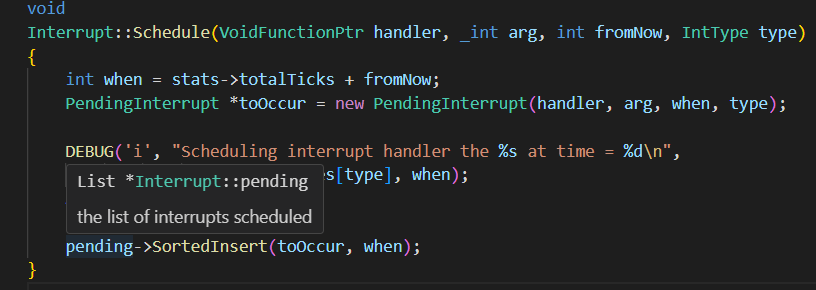 void
Interrupt::Schedule(VoidFunctionPtr handler, _int arg, int fromNow, IntType type)
{
int when = stats->totalTicks + fromNow;
PendingInterrupt *toOccur = new PendingInterrupt(handler, arg, when, type);
DEBUG('i', "Scheduling interrupt handler the %s at time = %d\n",
List *Interrupt::pending
es[type], when);
the list of interrupts scheduled
pending->SortedInsert(toOccur, when);
}